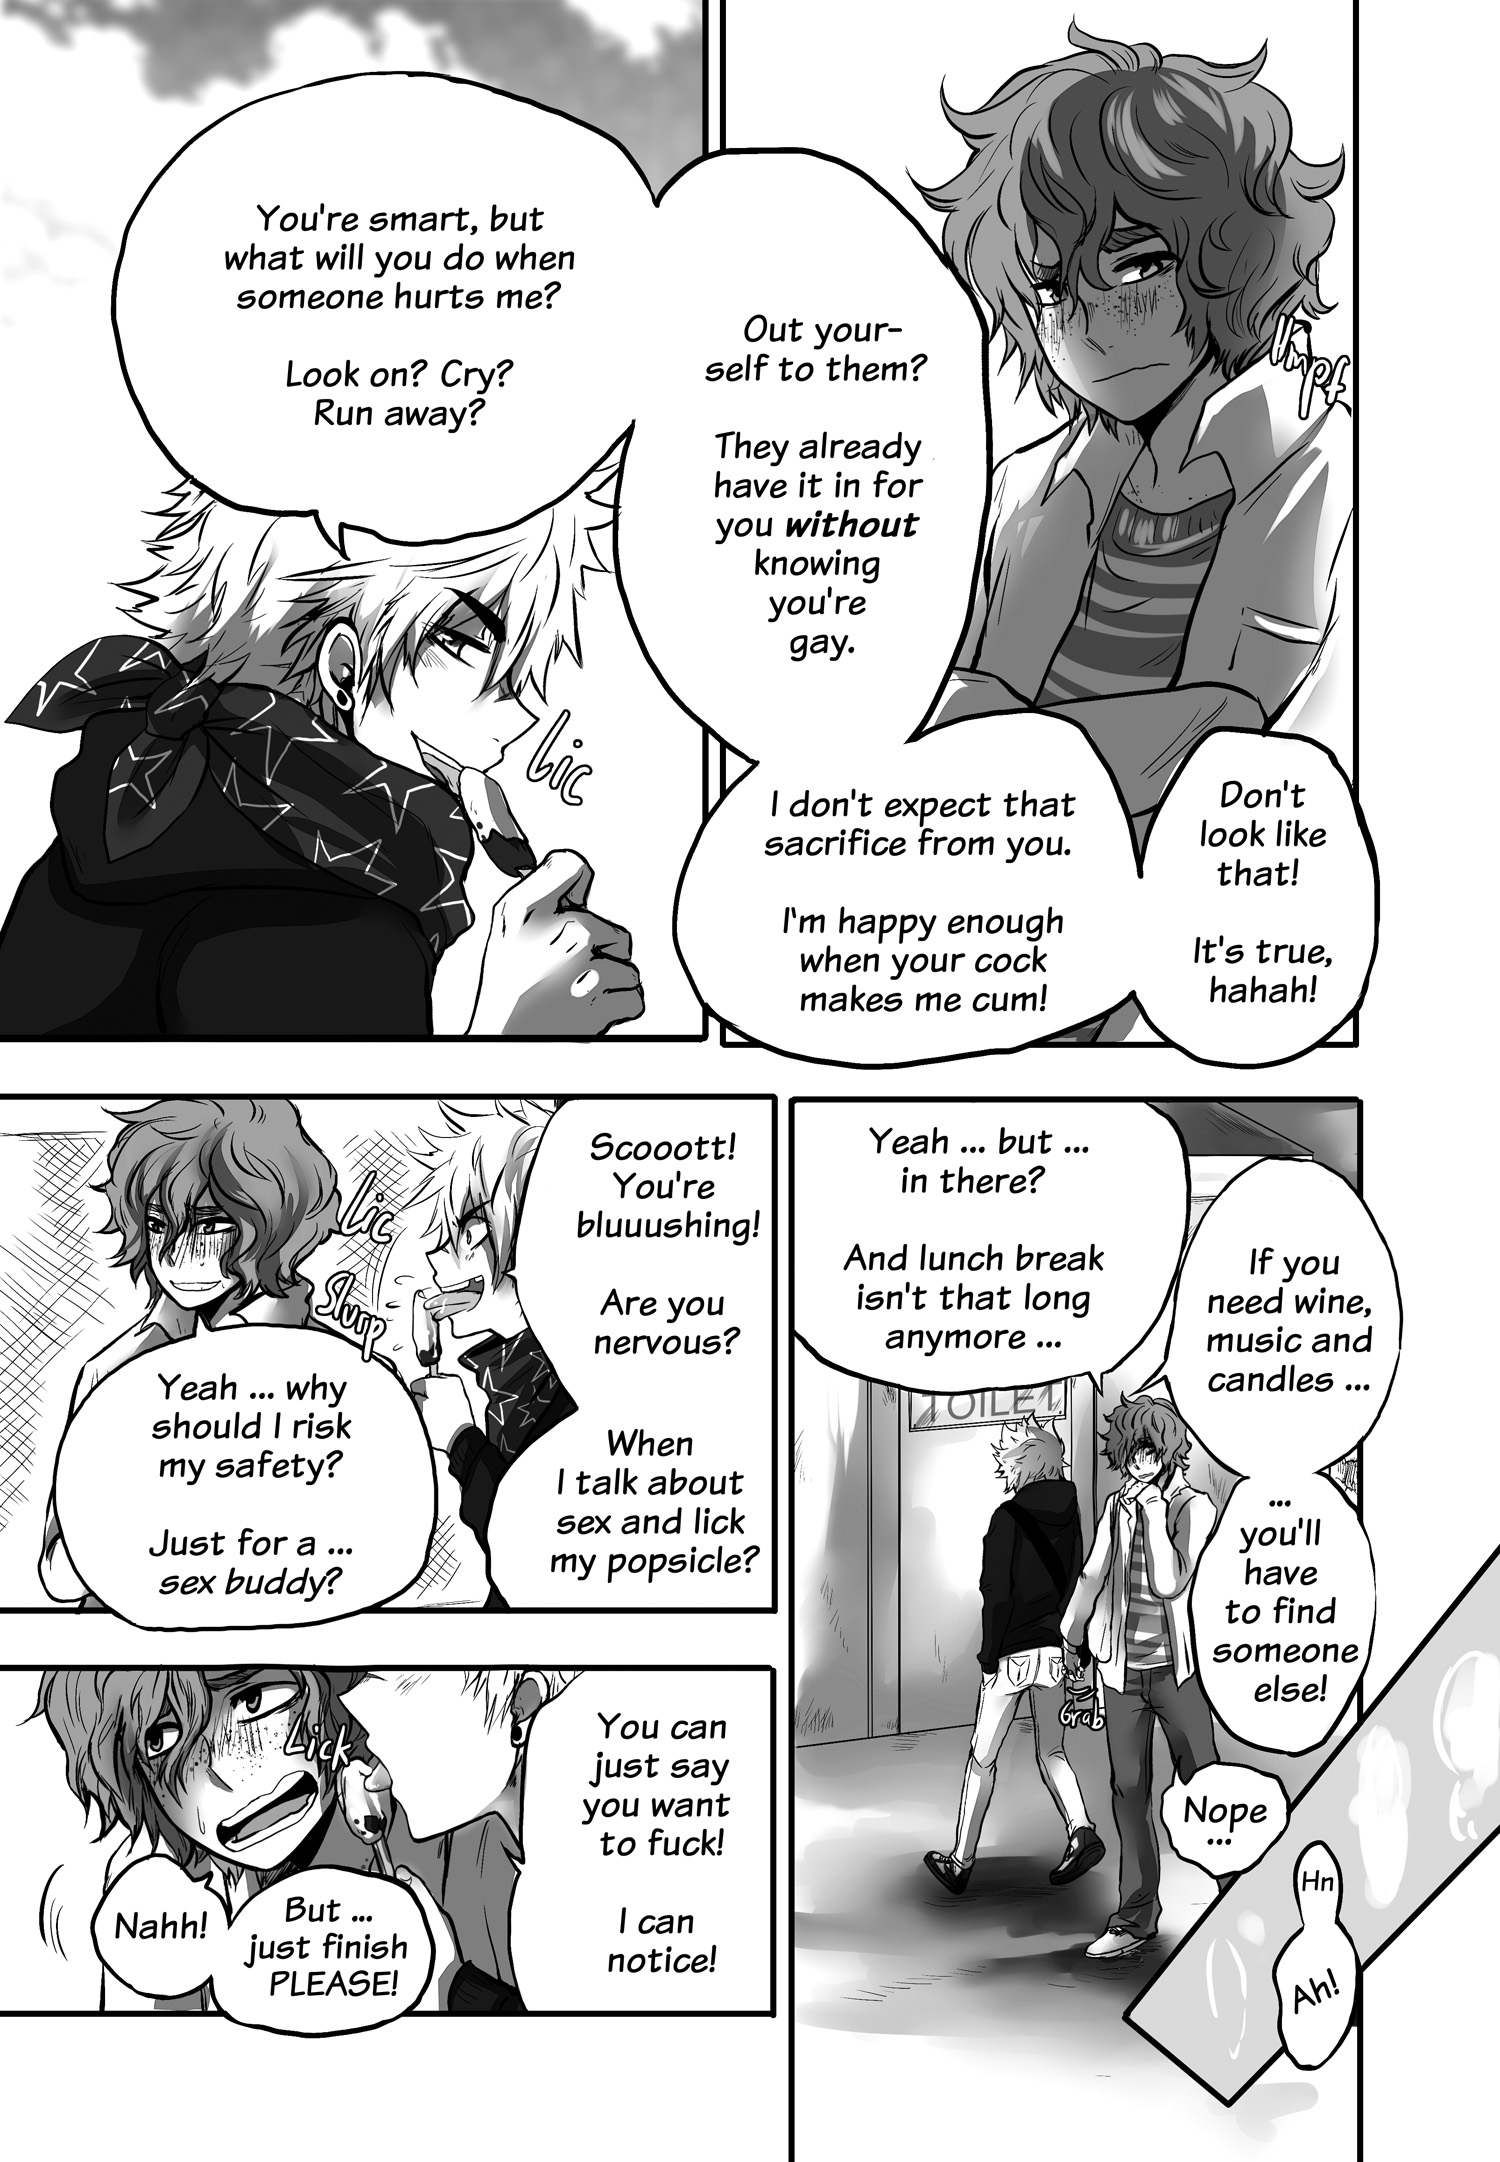 You're smart, but
what will you do when
someone hurts me?
Look on? Cry?
Run away?
Out your-
self to them?
They already
have it in for
you without
knowing
you're
gay.
Hmpf
Lic
I don't expect that
sacrifice from you.
I'm happy enough
when your cock
makes me cum!
Don't
look like
that!
It's true,
hahah!
Scooott!
You're
bluuushing!
Are you
nervous?
When
I talk about
sex and lick
my popsicle?
Lic
Slurp
Yeah ... why
should I risk
my safety?
Just for a ...
sex buddy?
You can
just say
you want
to fuck!
I can
notice!
Lick
Nahh!
But ...
just finish
PLEASE!
Yeah ... but ...
in there?
And lunch break
isn't that long
anymore ...
If you
need wine,
music and
candles ...
...
you'll
have
to find
someone
else!
TOILET
Grab
Nope
...
Hn
Ah!